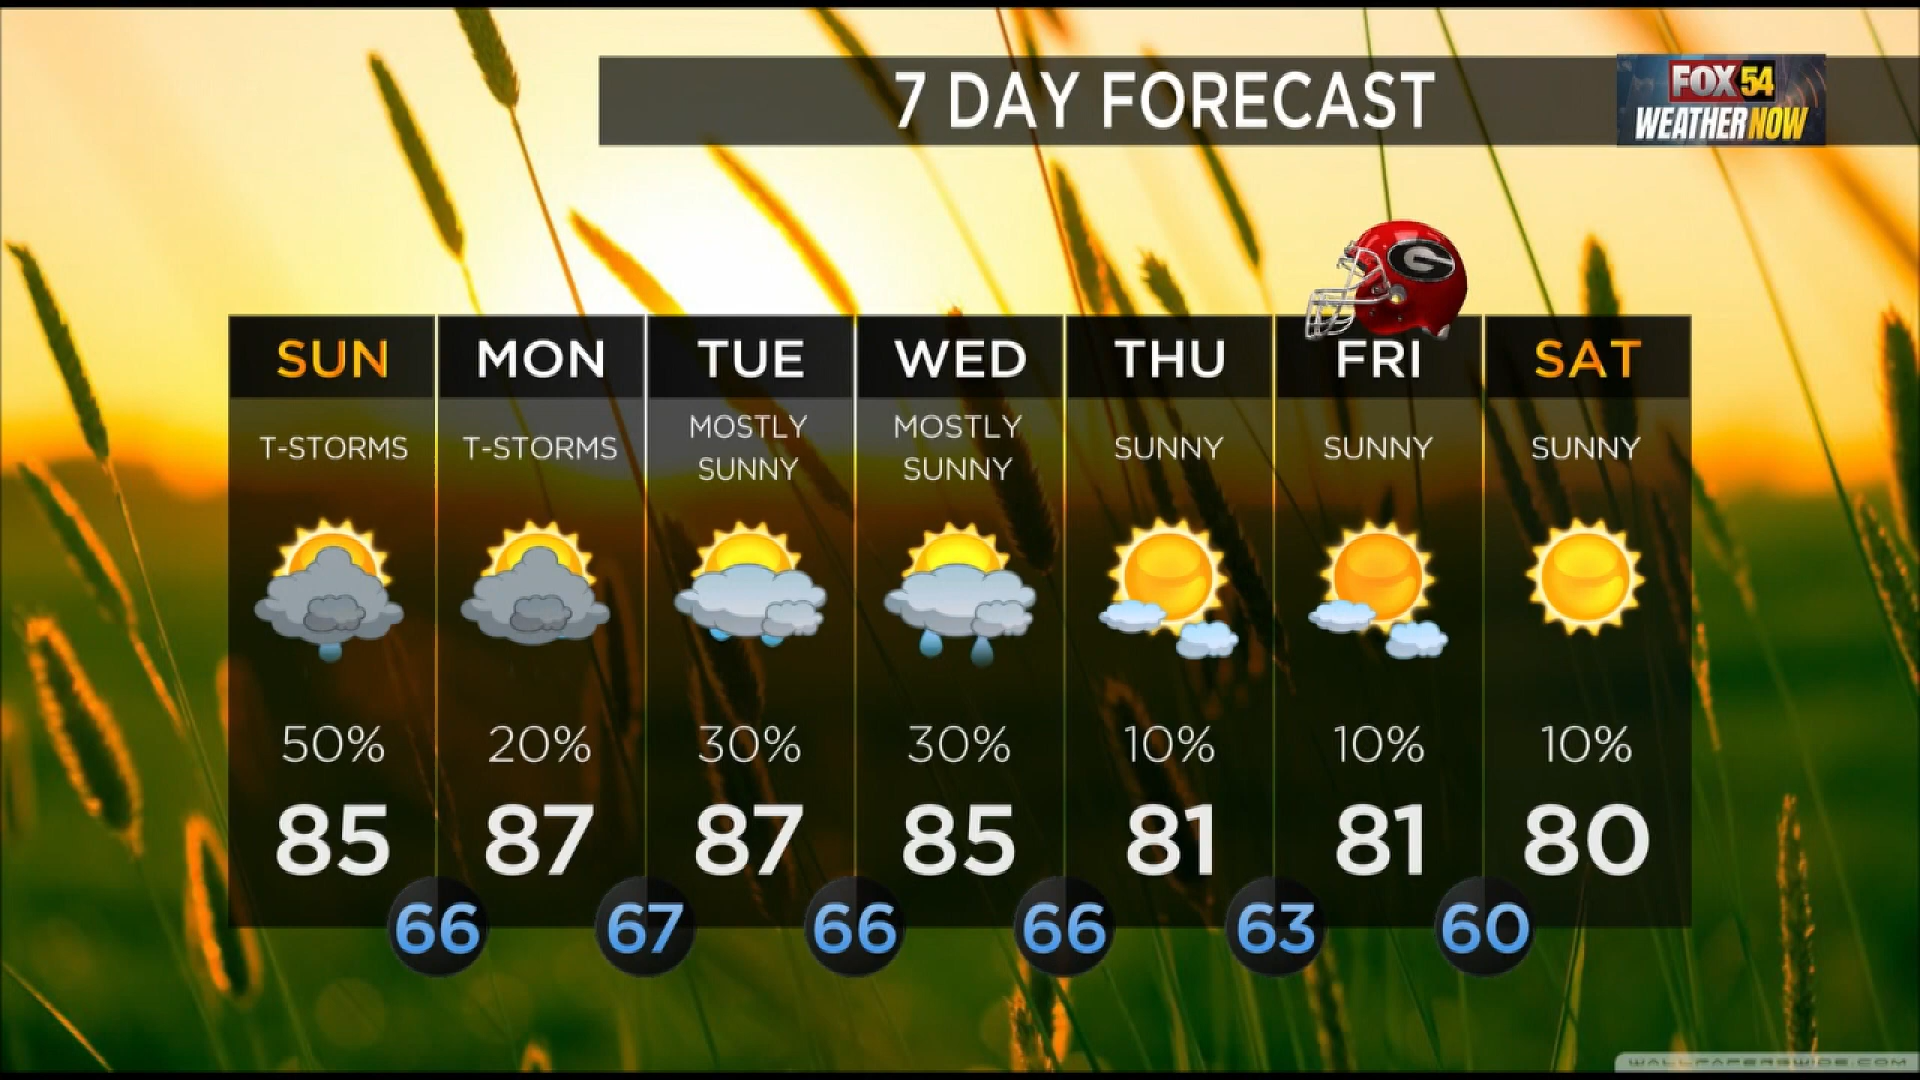 7 DAY FORECAST
FOX 54
WEATHER NOW
G
SUN MON TUE WED THU FRI SAT
T-STORMS T-STORMS MOSTLY SUNNY MOSTLY SUNNY SUNNY SUNNY SUNNY
50% 20% 30% 30% 10% 10% 10%
85 87 87 85 81 81 80
66 67 66 66 63 60
WALLPAPERSWIDE.COM